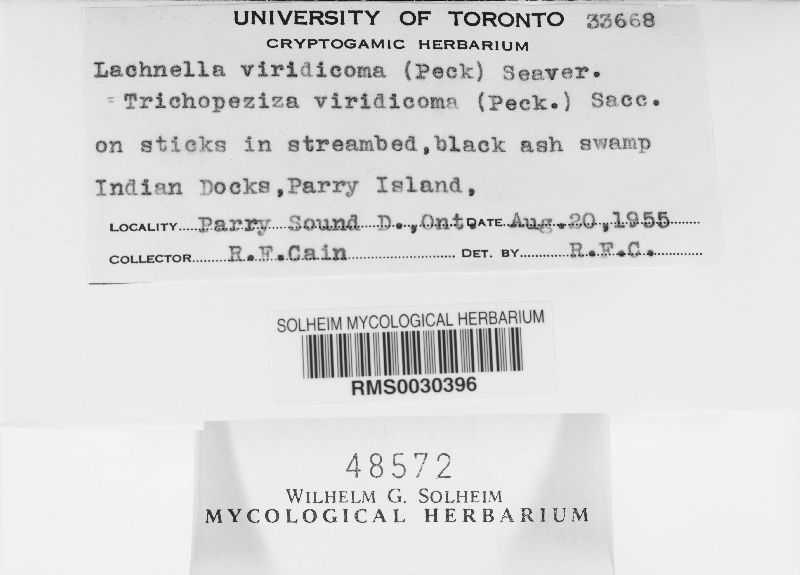 UNIVERSITY OF TORONTO 33668
CRYPTOGAMIC HERBARIUM
Lachnella viridicoma (Peck) Seaver.
= Trichopeziza viridicoma (Peck.) Sacc.
on sticks in streambed, black ash swamp
Indian Docks, Parry Island,
LOCALITY Parry Sound D., Ont. DATE Aug. 20, 1955
COLLECTOR R.F.Cain DET. BY R.F.C.
SOLHEIM MYCOLOGICAL HERBARIUM
RMS0030396
48572
WILHELM G. SOLHEIM
MYCOLOGICAL HERBARIUM